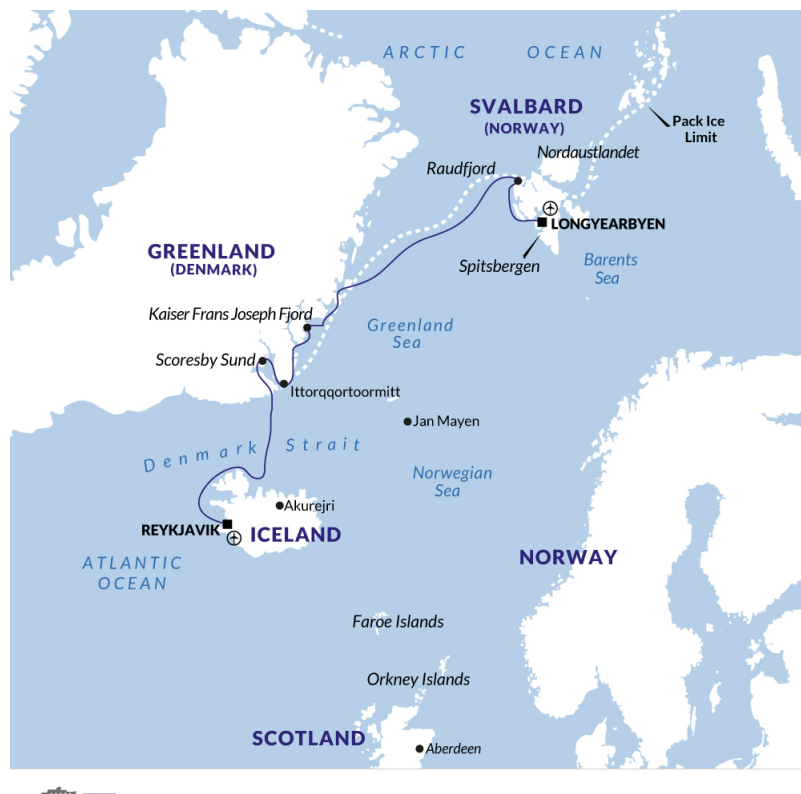 ARCTIC OCEAN
SVALBARD
(NORWAY)
Pack Ice
Limit
Nordaustlandet
Raudfjord
LONGYEARBYEN
GREENLAND
(DENMARK)
Spitsbergen
Barents
Sea
Kaiser Frans Joseph Fjord
Greenland
Sea
Scoresby Sund
Ittorqqortoormitt
Jan Mayen
Denmark Strait
Norwegian
Sea
Akurejri
REYKJAVIK
ICELAND
ATLANTIC
OCEAN
NORWAY
Faroe Islands
Orkney Islands
SCOTLAND
Aberdeen